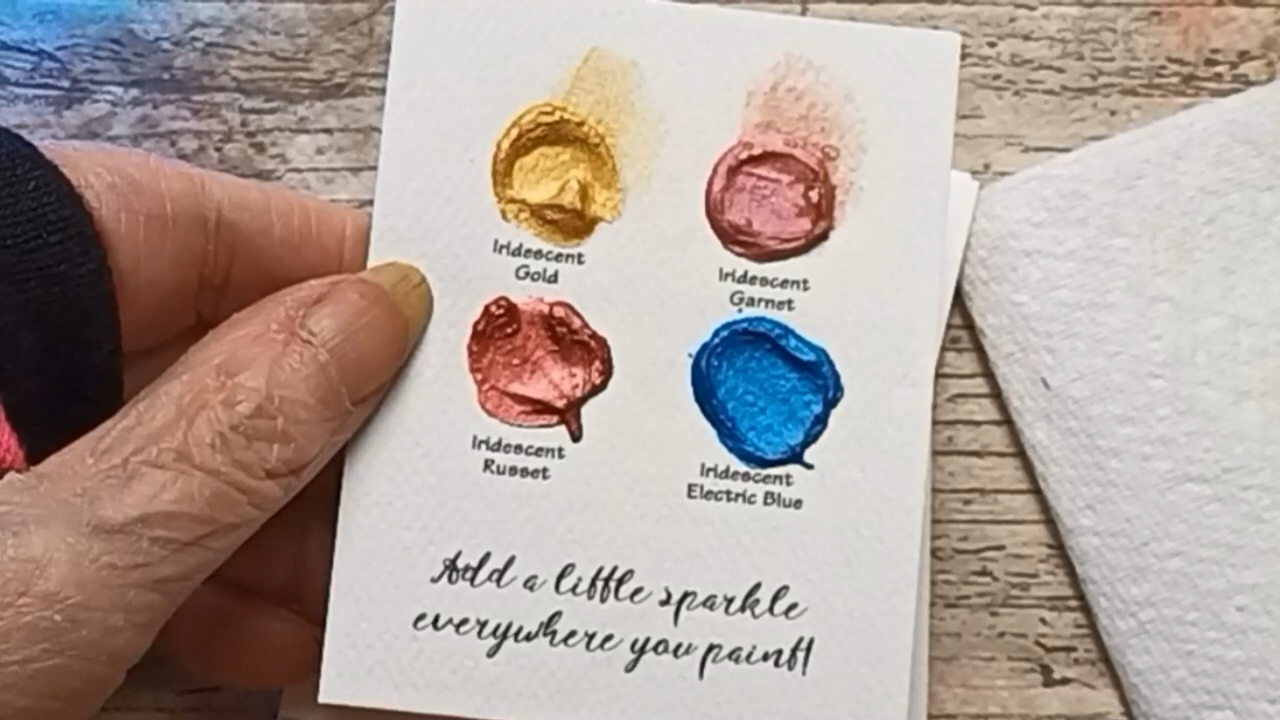 Iridescent
Gold
Iridescent
Garnet
Iridescent
Russet
Iridescent
Electric Blue
Add a little sparkle
everywhere you paint!